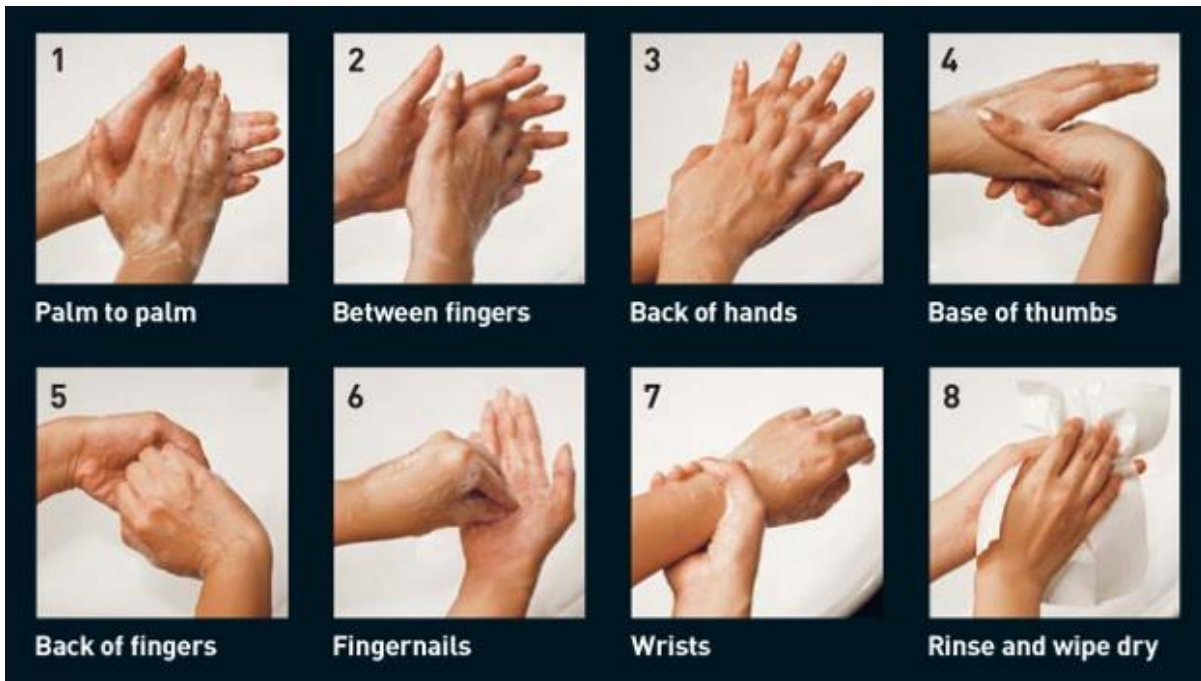 1
2
3
4
Palm to palm
Between fingers
Back of hands
Base of thumbs
5
6
7
8
Back of fingers
Fingernails
Wrists
Rinse and wipe dry